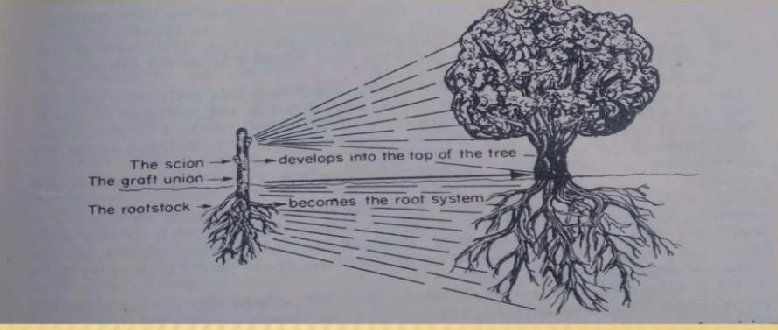 The scion develops into the top of the tree
The graft union
The rootstock becomes the root system